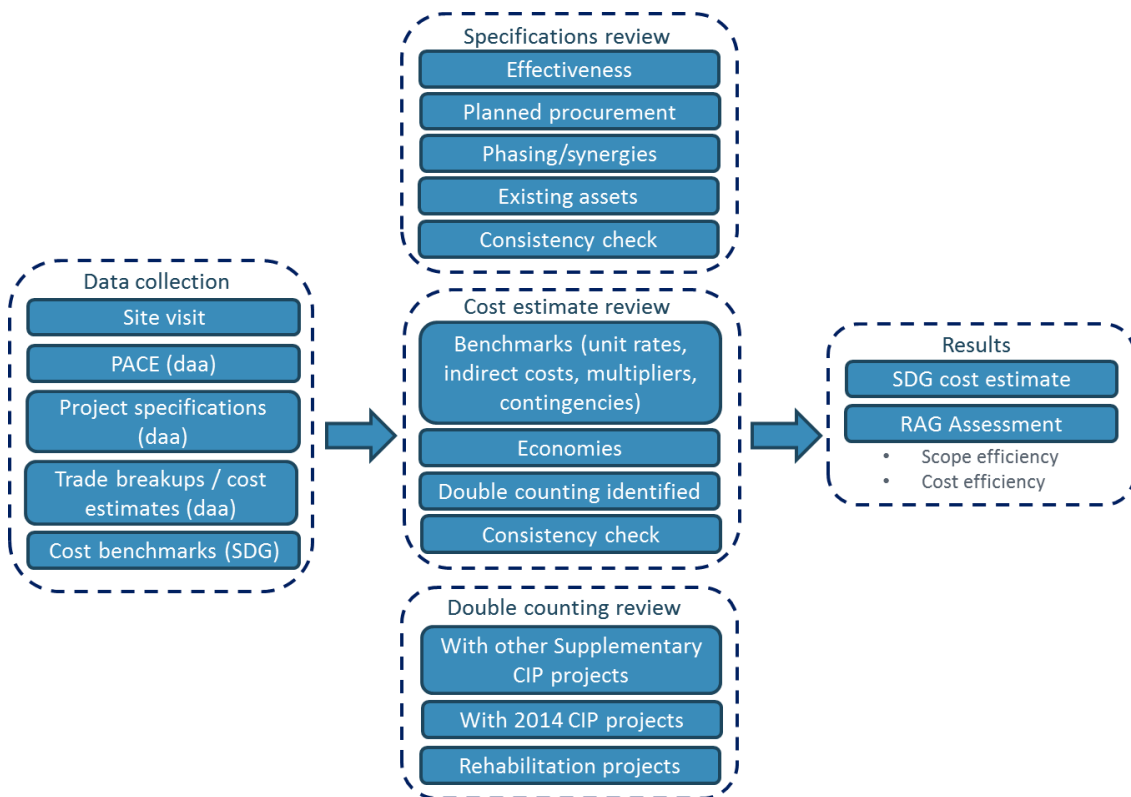 Data collection
Site visit
PACE (daa)
Project specifications
(daa)
Trade breakups / cost
estimates (daa)
Cost benchmarks (SDG)
Specifications review
Effectiveness
Planned procurement
Phasing/synergies
Existing assets
Consistency check
Cost estimate review
Benchmarks (unit rates,
indirect costs, multipliers,
contingencies)
Economies
Double counting identified
Consistency check
Double counting review
With other Supplementary
CIP projects
With 2014 CIP projects
Rehabilitation projects
Results
SDG cost estimate
RAG Assessment
• Scope efficiency
• Cost efficiency